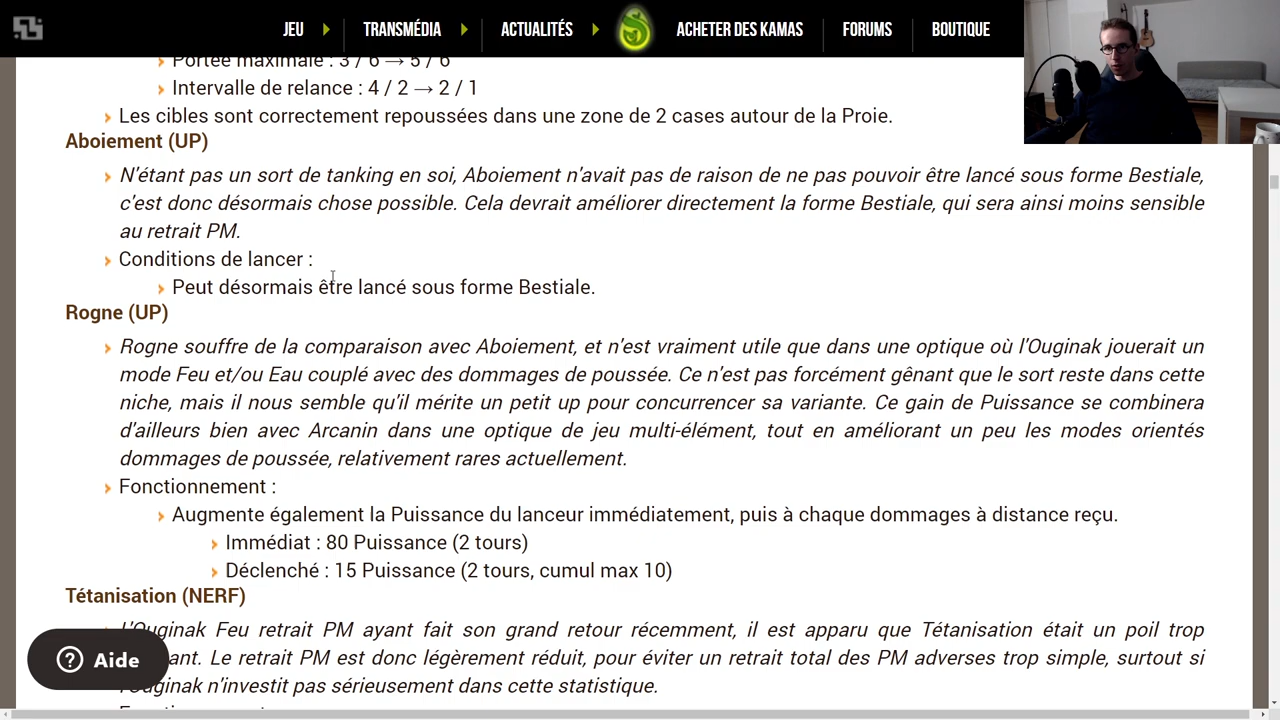 JEU
TRANSMÉDIA
ACTUALITÉS
ACHETER DES KAMAS
FORUMS
BOUTIQUE
Portée maximale : 3 / 6 → 5 / 6
Intervalle de relance : 4 / 2 → 2 / 1
Les cibles sont correctement repoussées dans une zone de 2 cases autour de la Proie.
Aboiement (UP)
N'étant pas un sort de tanking en soi, Aboiement n'avait pas de raison de ne pas pouvoir être lancé sous forme Bestiale,
c'est donc désormais chose possible. Cela devrait améliorer directement la forme Bestiale, qui sera ainsi moins sensible
au retrait PM.
Conditions de lancer :
Peut désormais être lancé sous forme Bestiale.
Rogne (UP)
Rogne souffre de la comparaison avec Aboiement, et n'est vraiment utile que dans une optique où l'Ouginak jouerait un
mode Feu et/ou Eau couplé avec des dommages de poussée. Ce n'est pas forcément gênant que le sort reste dans cette
niche, mais il nous semble qu'il mérite un petit up pour concurrencer sa variante. Ce gain de Puissance se combinera
d'ailleurs bien avec Arcanin dans une optique de jeu multi-élément, tout en améliorant un peu les modes orientés
dommages de poussée, relativement rares actuellement.
Fonctionnement :
Augmente également la Puissance du lanceur immédiatement, puis à chaque dommages à distance reçu.
Immédiat : 80 Puissance (2 tours)
Déclenché : 15 Puissance (2 tours, cumul max 10)
Tétanisation (NERF)
L'Ouginak Feu retrait PM ayant fait son grand retour récemment, il est apparu que Tétanisation était un poil trop
Le retrait PM est donc légèrement réduit, pour éviter un retrait total des PM adverses trop simple, surtout si
l'Ouginak n'investit pas sérieusement dans cette statistique.
Aide